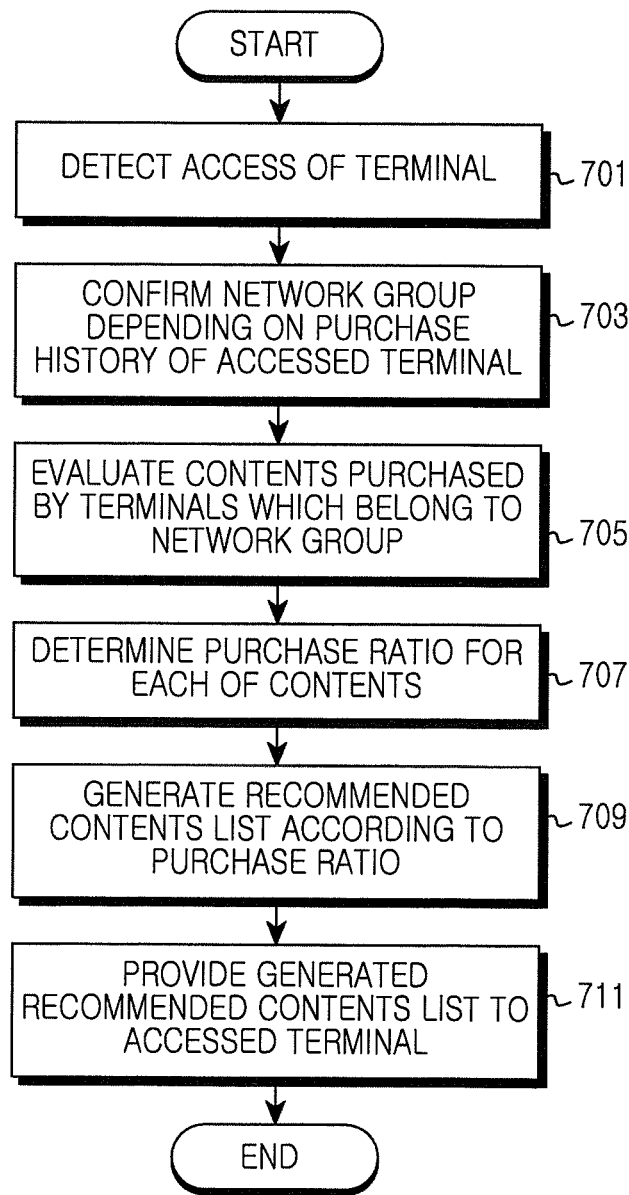 START
DETECT ACCESS OF TERMINAL
701
CONFIRM NETWORK GROUP
DEPENDING ON PURCHASE
HISTORY OF ACCESSED TERMINAL
703
EVALUATE CONTENTS PURCHASED
BY TERMINALS WHICH BELONG TO
NETWORK GROUP
705
DETERMINE PURCHASE RATIO FOR
EACH OF CONTENTS
707
GENERATE RECOMMENDED
CONTENTS LIST ACCORDING TO
PURCHASE RATIO
709
PROVIDE GENERATED
RECOMMENDED CONTENTS LIST TO
ACCESSED TERMINAL
711
END